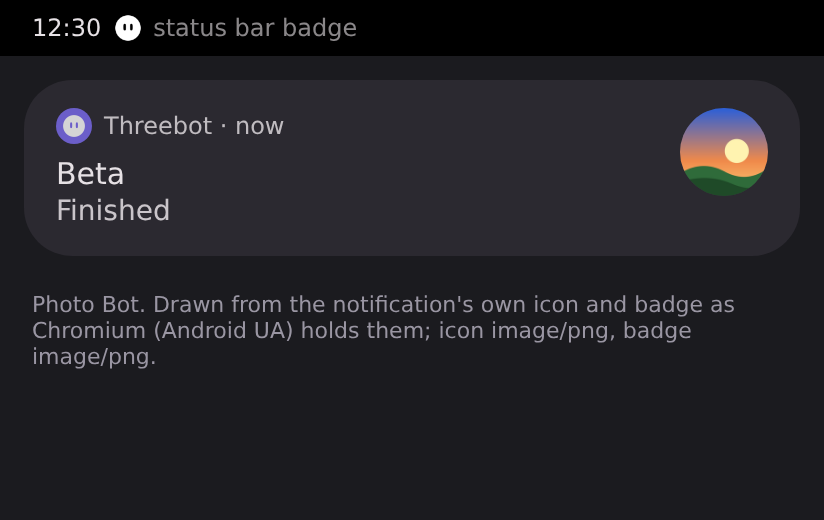 12:30 status bar badge
Threebot · now
Beta
Finished
Photo Bot. Drawn from the notification's own icon and badge as
Chromium (Android UA) holds them; icon image/png, badge
image/png.